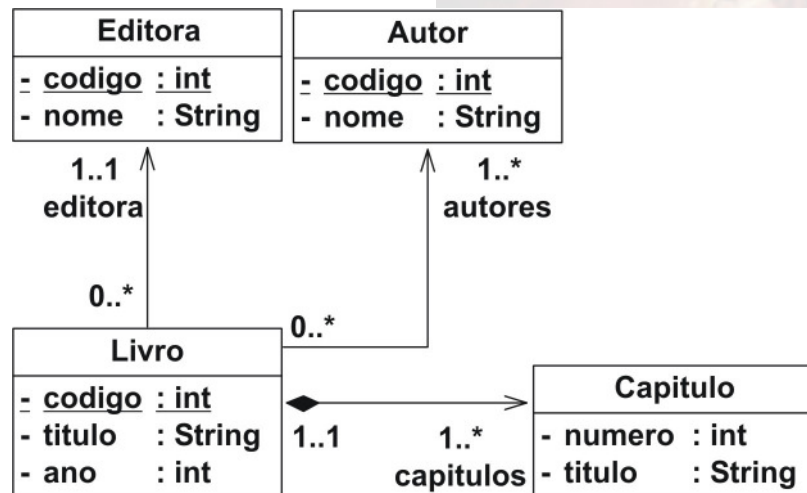 Editora
- codigo : int
- nome : String
Autor
- codigo : int
- nome : String
1..1
editora
1..*
autores
0..*
0..*
Livro
- codigo : int
- titulo : String
- ano : int
1..1
1..*
capitulos
Capitulo
- numero : int
- titulo : String